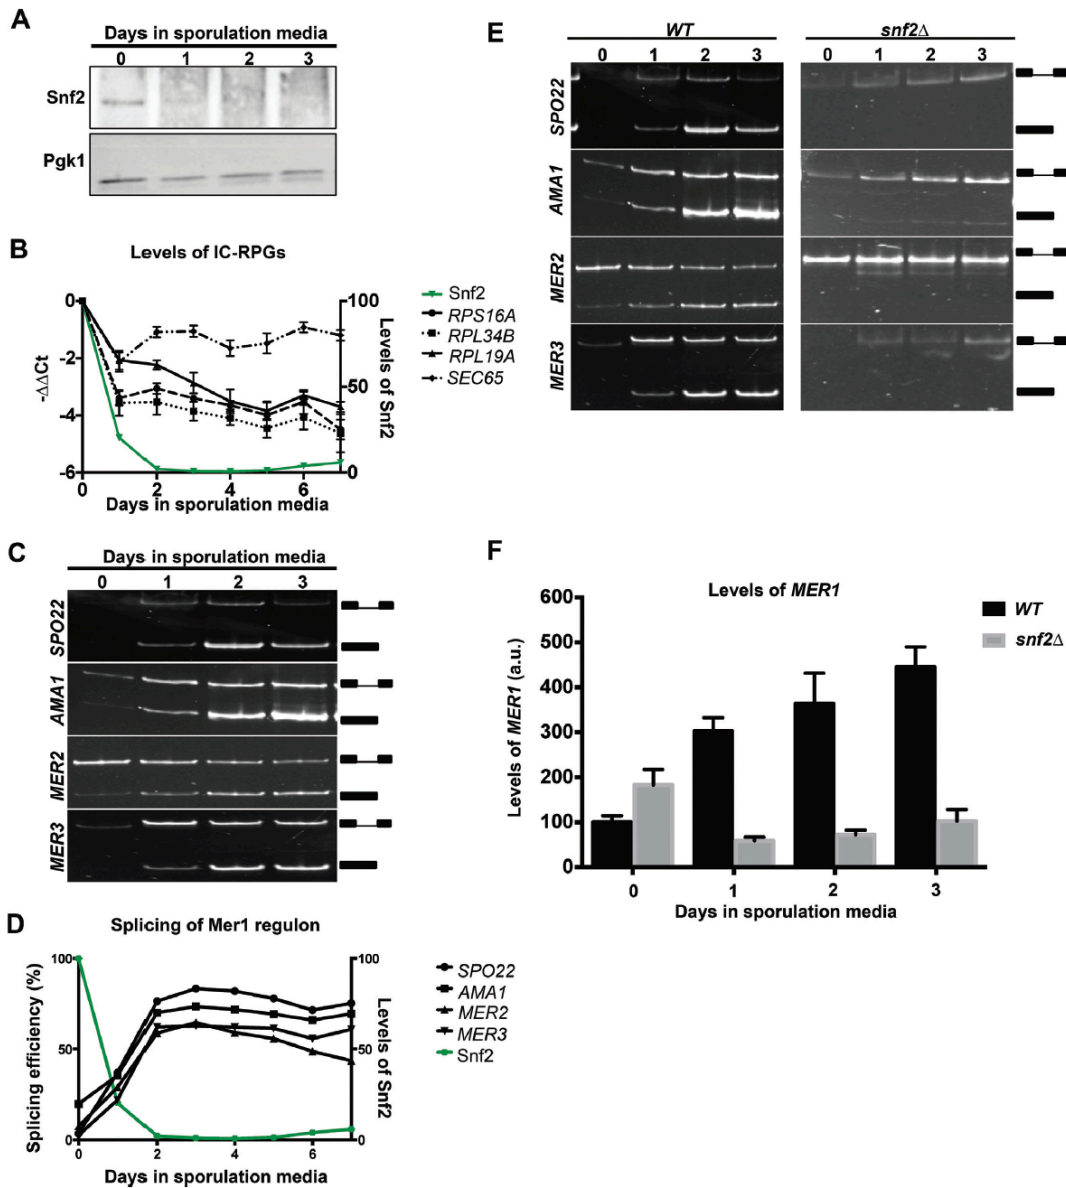 A
Days in sporulation media
0 1 2 3
Snf2
Pgk1
B
Levels of IC-RPGs
0
-2
-4
-6
-ΔΔCt
100
50
0
Levels of Snf2
0 2 4 6
Days in sporulation media
Snf2
RPS16A
RPL34B
RPL19A
SEC65
C
Days in sporulation media
0 1 2 3
SPO22
AMA1
MER2
MER3
D
Splicing of Mer1 regulon
100
50
0
Splicing efficiency (%)
100
50
0
Levels of Snf2
0 2 4 6
Days in sporulation media
SPO22
AMA1
MER2
MER3
Snf2
E
WT snf2Δ
0 1 2 3 0 1 2 3
SPO22
AMA1
MER2
MER3
F
Levels of MER1
600
500
400
300
200
100
0
Levels of MER1 (a.u.)
0 1 2 3
Days in sporulation media
WT
snf2Δ